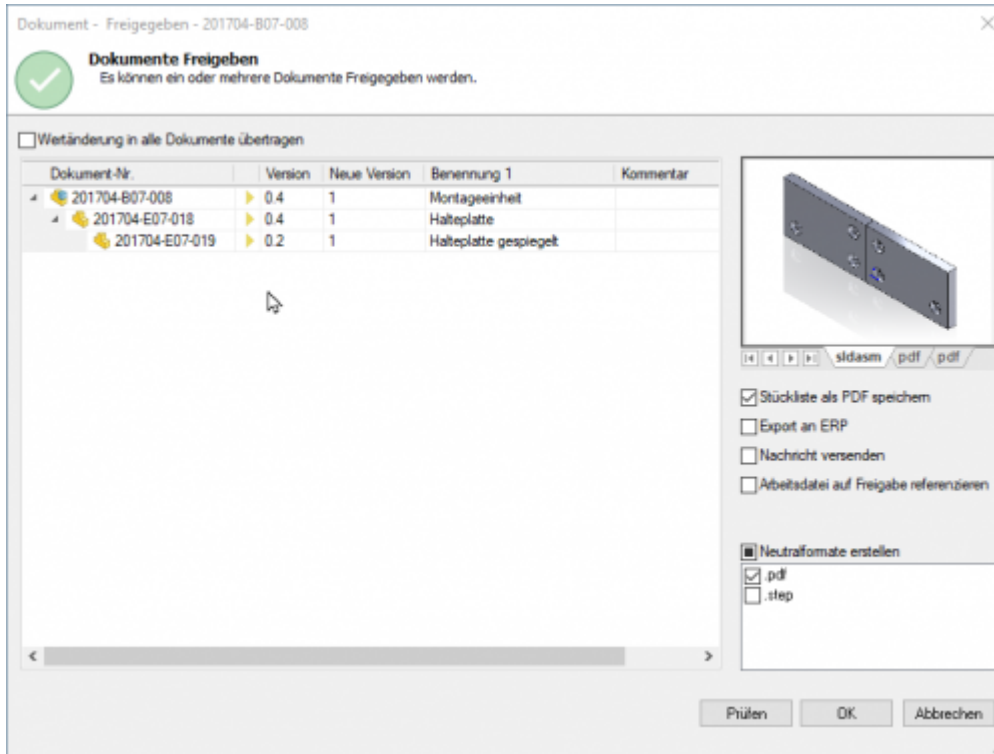 Dokument - Freigegeben - 201704-B07-008
Dokumente Freigeben
Es können ein oder mehrere Dokumente Freigegeben werden.
Wertänderung in alle Dokumente übertragen
Dokument-Nr. Version Neue Version Benennung 1 Kommentar
201704-B07-008 0.4 1 Montageeinheit
201704-E07-018 0.4 1 Halteplatte
201704-E07-019 0.2 1 Halteplatte gespiegelt
sldasm pdf pdf
Stückliste als PDF speichern
Export an ERP
Nachricht versenden
Arbeitsdatei auf Freigabe referenzieren
Neutralformate erstellen
.pdf
.step
Prüfen OK Abbrechen